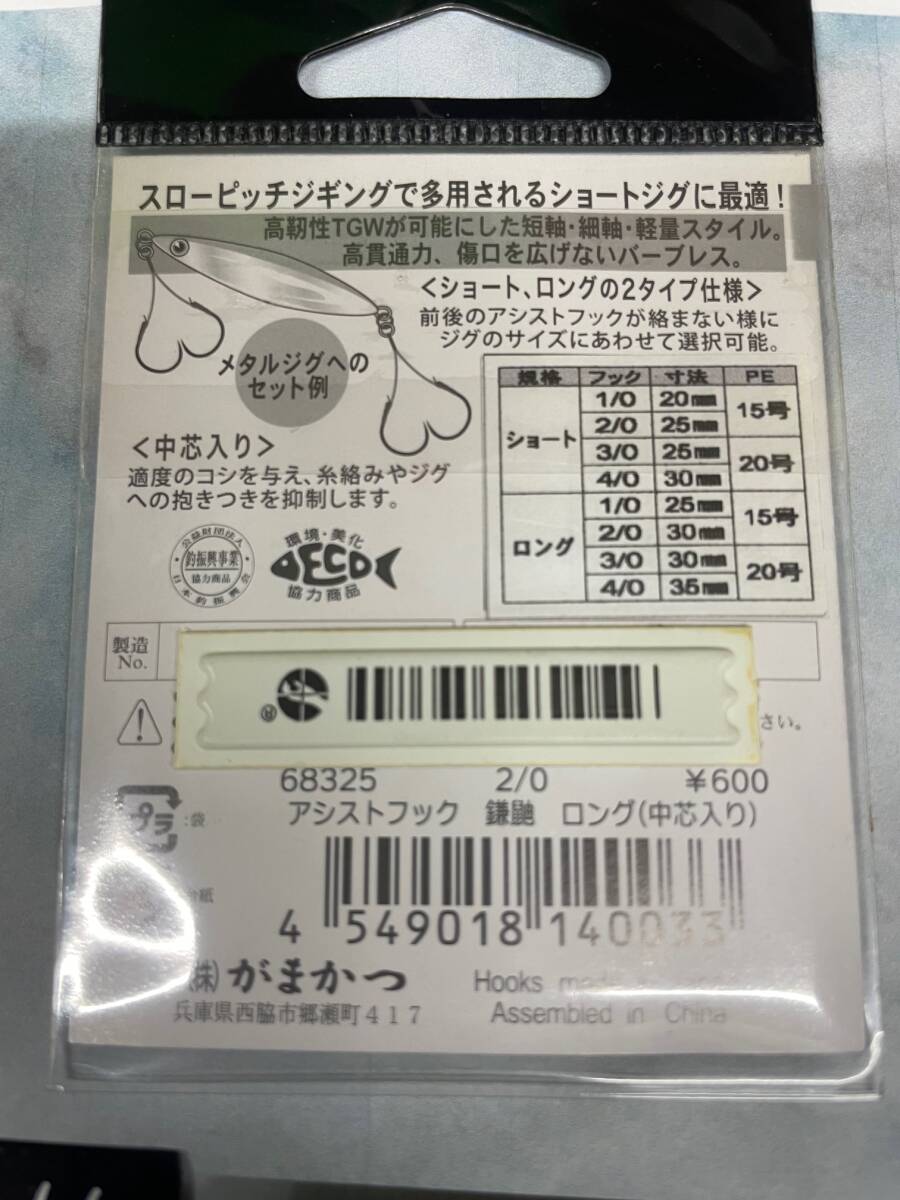 スローピッチジギングで多用されるショートジグに最適！
高靭性TGWが可能にした短軸・細軸・軽量スタイル。
高貫通力、傷口を広げないバーブレス。
＜ショート、ロングの2タイプ仕様＞
前後のアシストフックが絡まない様に
ジグのサイズにあわせて選択可能。
メタルジグへの
セット例
＜中芯入り＞
適度のコシを与え、糸絡みやジグ
への抱きつきを抑制します。
規格 フック 寸法 PE
ショート 1/0 20mm 15号
2/0 25mm
3/0 25mm 20号
4/0 30mm
ロング 1/0 25mm 15号
2/0 30mm
3/0 30mm 20号
4/0 35mm
公益財団法人
釣振興事業
協力商品
日本釣振興会
環境・美化
ECO
協力商品
製造
No.
さい。
®
68325 2/0 ￥600
アシストフック 鎌鼬 ロング(中芯入り)
プラ :袋
紙
4 549018 140033
(株)がまかつ
兵庫県西脇市郷瀬町417
Hooks
Assembled in China